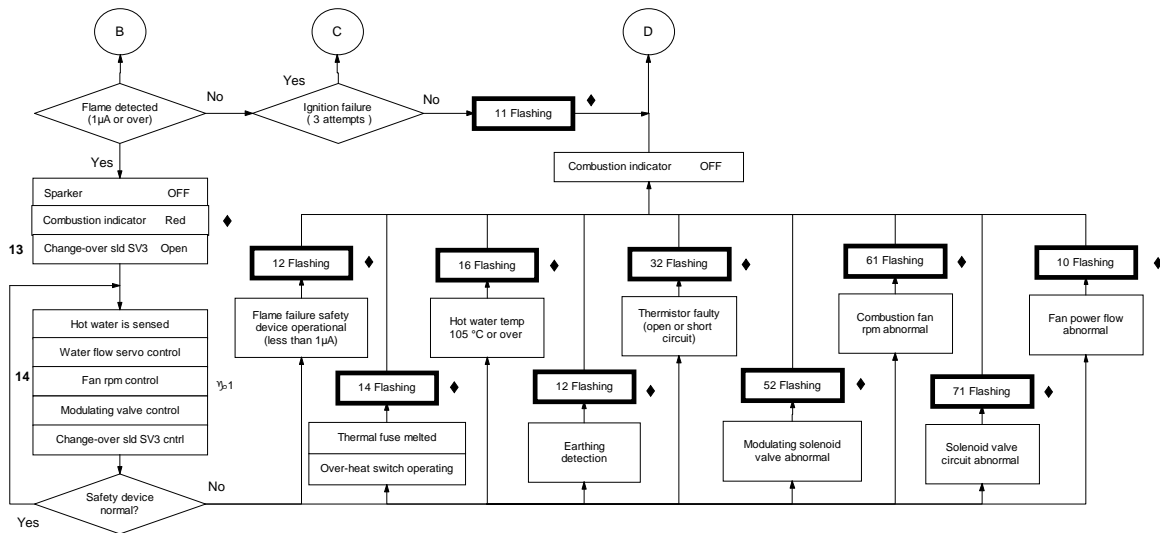 B
C
D
Flame detected
(1µA or over)
No
Yes
Ignition failure
( 3 attempts )
No
11 Flashing
Yes
Combustion indicator OFF
Sparker OFF
Combustion indicator Red
13 Change-over sld SV3 Open
12 Flashing
16 Flashing
32 Flashing
61 Flashing
10 Flashing
Flame failure safety
device operational
(less than 1µA)
Hot water temp
105 °C or over
Thermistor faulty
(open or short
circuit)
Combustion fan
rpm abnormal
Fan power flow
abnormal
Hot water is sensed
Water flow servo control
14 Fan rpm control
Modulating valve control
Change-over sld SV3 cntrl
♑1
14 Flashing
12 Flashing
52 Flashing
71 Flashing
Thermal fuse melted
Over-heat switch operating
Earthing
detection
Modulating solenoid
valve abnormal
Solenoid valve
circuit abnormal
Safety device
normal?
No
Yes